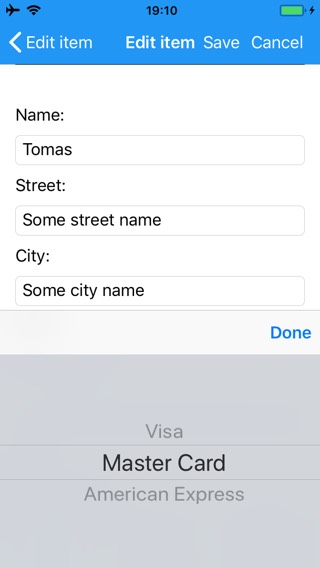 19:10
Edit item Edit item Save Cancel
Name:
Tomas
Street:
Some street name
City:
Some city name
Done
Visa
Master Card
American Express